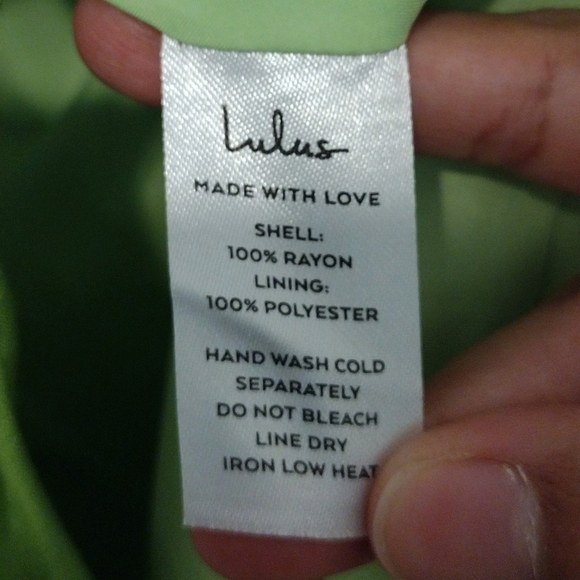 Lulus
MADE WITH LOVE
SHELL:
100% RAYON
LINING:
100% POLYESTER
HAND WASH COLD
SEPARATELY
DO NOT BLEACH
LINE DRY
IRON LOW HEAT